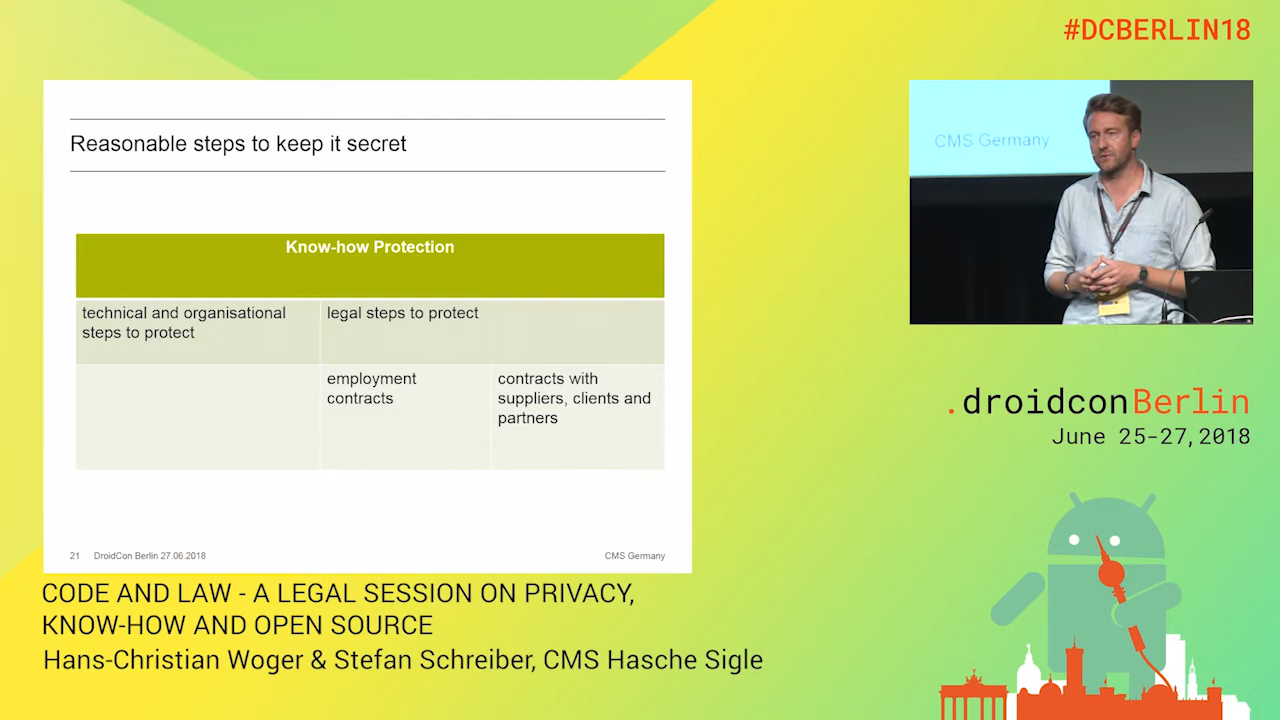 #DCBERLIN18
Reasonable steps to keep it secret
Know-how Protection
technical and organisational
steps to protect
legal steps to protect
employment
contracts
contracts with
suppliers, clients and
partners
21 DroidCon Berlin 27.06.2018
CMS Germany
CMS Germany
.droidconBerlin
June 25-27,2018
CODE AND LAW - A LEGAL SESSION ON PRIVACY,
KNOW-HOW AND OPEN SOURCE
Hans-Christian Woger & Stefan Schreiber, CMS Hasche Sigle